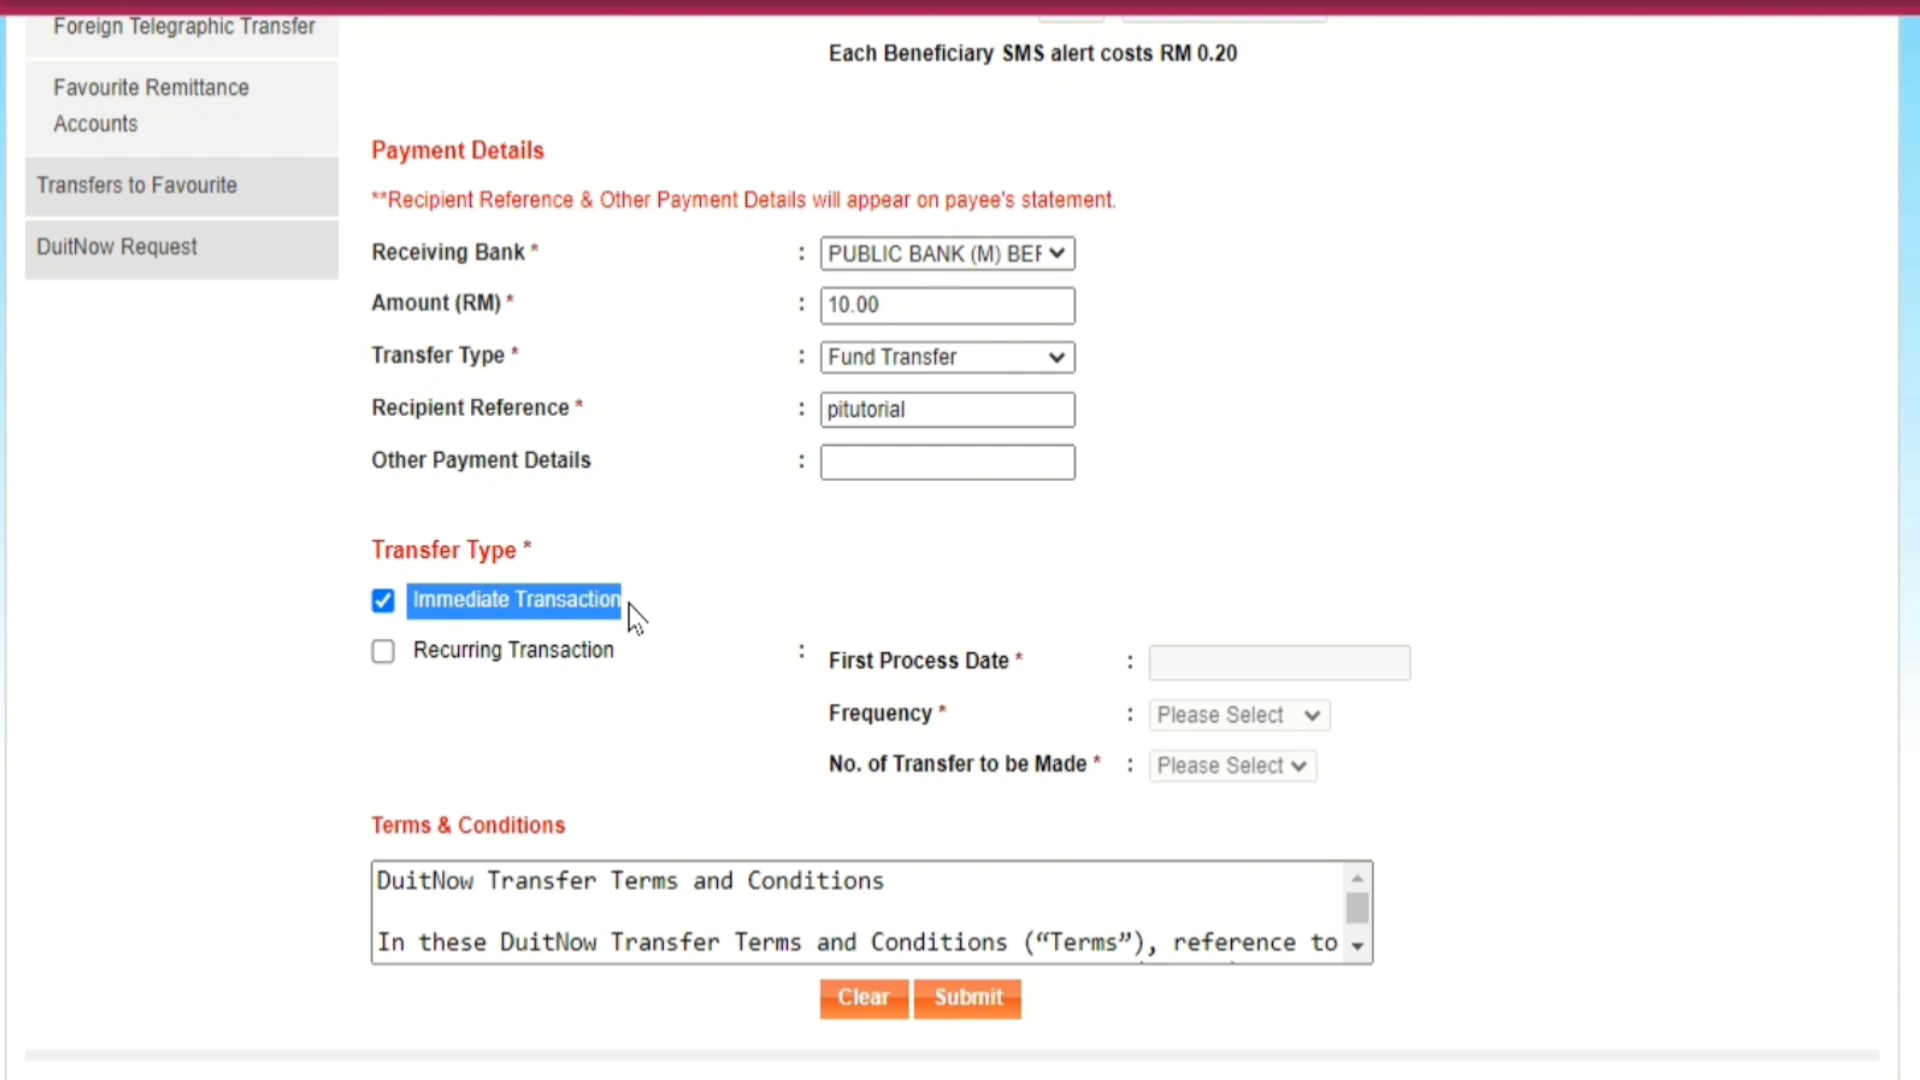 Foreign Telegraphic Transfer
Favourite Remittance
Accounts
Transfers to Favourite
DuitNow Request
Each Beneficiary SMS alert costs RM 0.20
Payment Details
**Recipient Reference & Other Payment Details will appear on payee's statement.
Receiving Bank * : PUBLIC BANK (M) BER
Amount (RM) * : 10.00
Transfer Type * : Fund Transfer
Recipient Reference * : pitutorial
Other Payment Details :
Transfer Type *
Immediate Transaction
Recurring Transaction :
First Process Date * :
Frequency * : Please Select
No. of Transfer to be Made * : Please Select
Terms & Conditions
DuitNow Transfer Terms and Conditions
In these DuitNow Transfer Terms and Conditions (“Terms”), reference to
Clear Submit